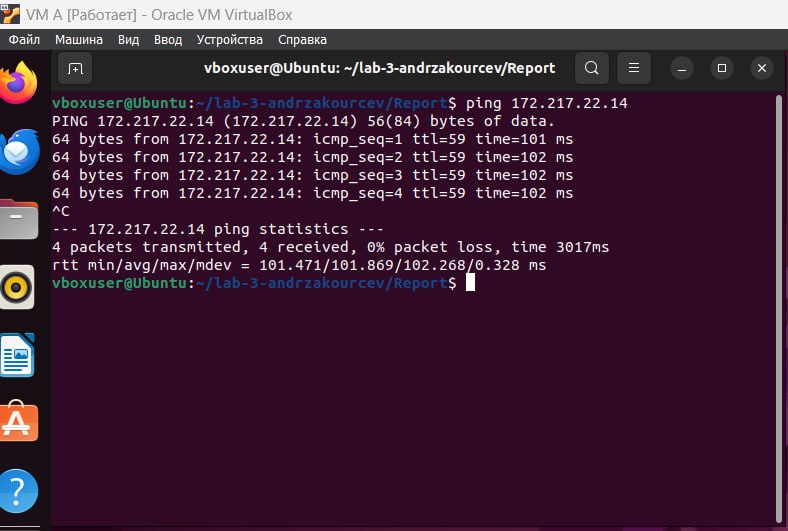 VM A [Работает] - Oracle VM VirtualBox
Файл Машина Вид Ввод Устройства Справка
vboxuser@Ubuntu: ~/lab-3-andrzakourcev/Report
vboxuser@Ubuntu:~/lab-3-andrzakourcev/Report$ ping 172.217.22.14
PING 172.217.22.14 (172.217.22.14) 56(84) bytes of data.
64 bytes from 172.217.22.14: icmp_seq=1 ttl=59 time=101 ms
64 bytes from 172.217.22.14: icmp_seq=2 ttl=59 time=102 ms
64 bytes from 172.217.22.14: icmp_seq=3 ttl=59 time=102 ms
64 bytes from 172.217.22.14: icmp_seq=4 ttl=59 time=102 ms
^C
--- 172.217.22.14 ping statistics ---
4 packets transmitted, 4 received, 0% packet loss, time 3017ms
rtt min/avg/max/mdev = 101.471/101.869/102.268/0.328 ms
vboxuser@Ubuntu:~/lab-3-andrzakourcev/Report$